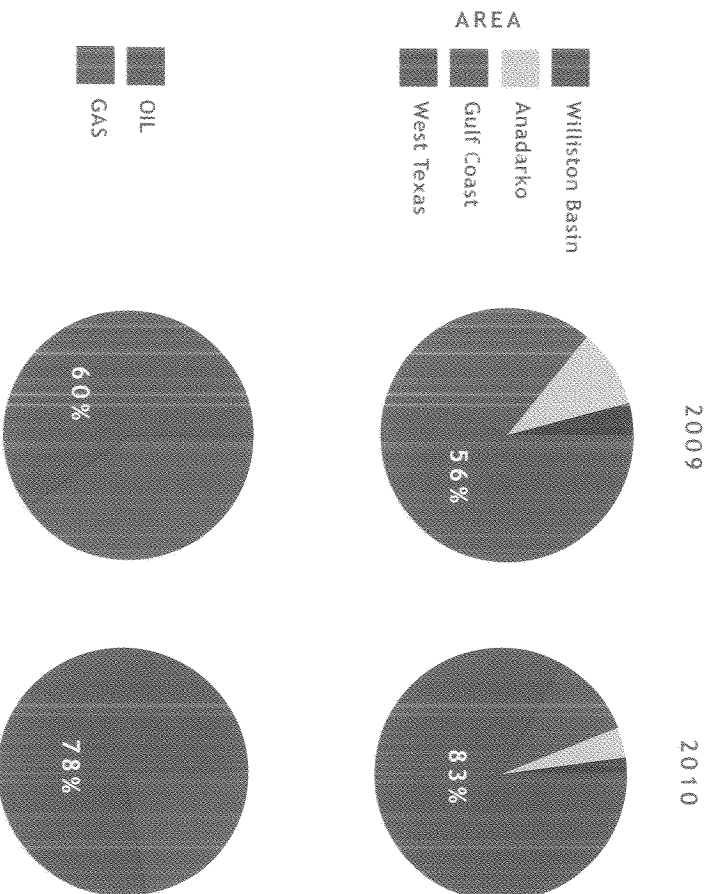 2009
2010
AREA
Williston Basin
Anadarko
Gulf Coast
West Texas
56%
83%
OIL
GAS
60%
78%